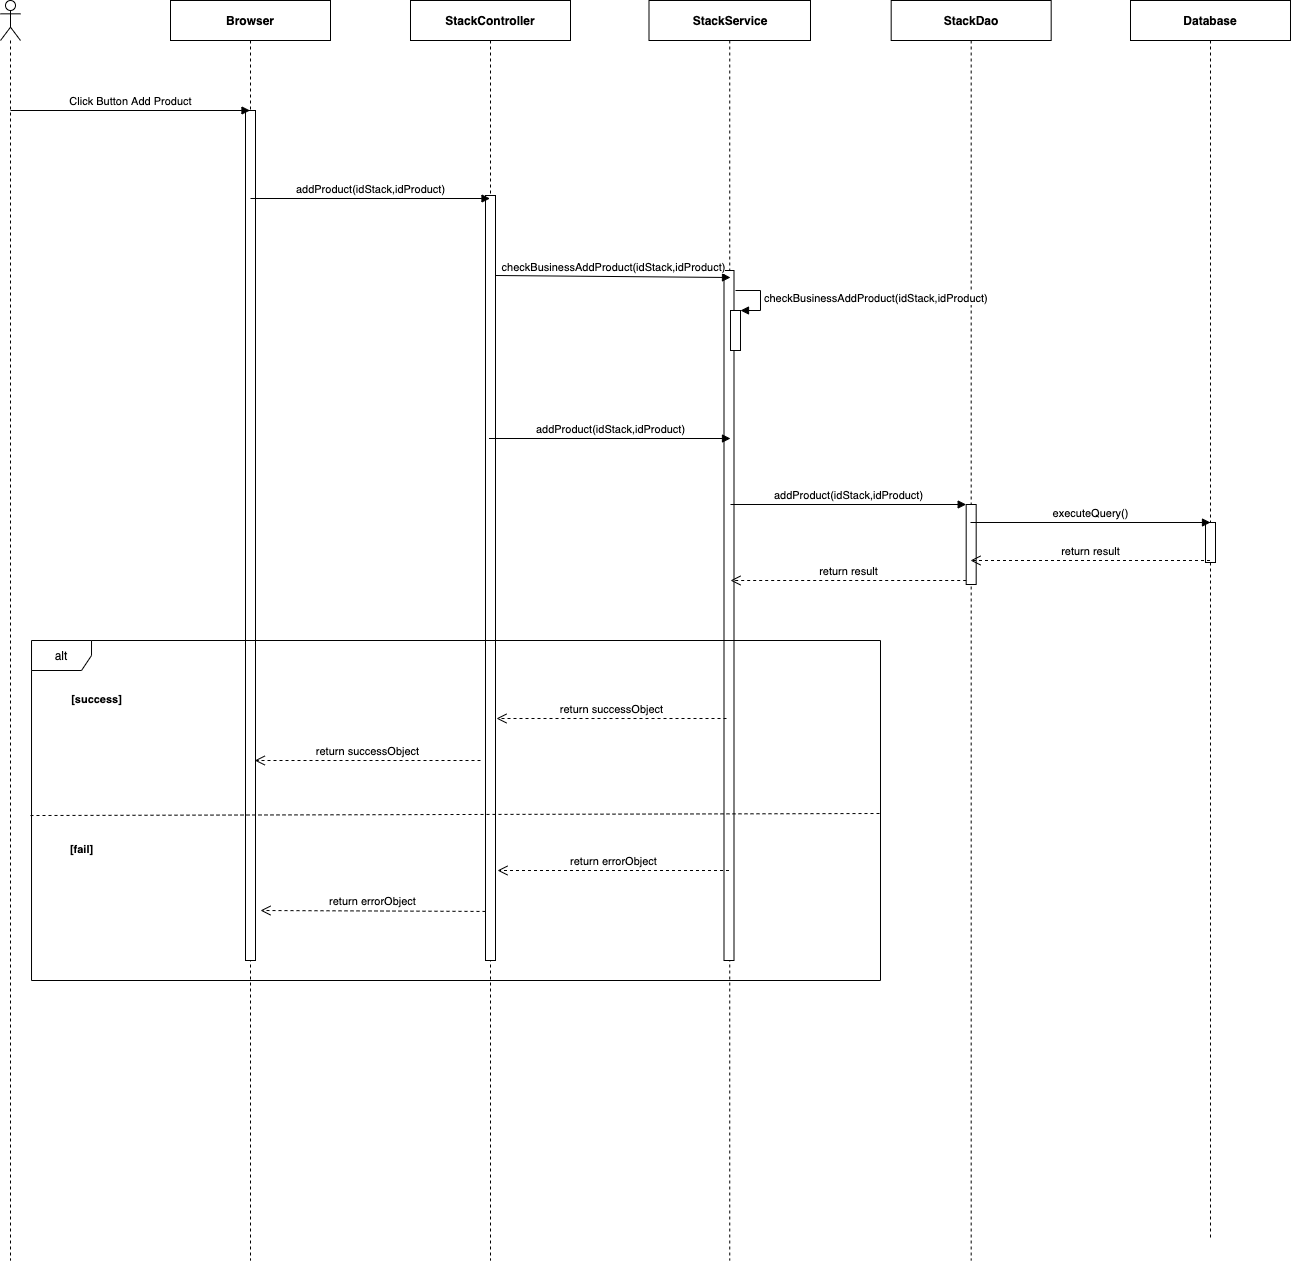 Browser
StackController
StackService
StackDao
Database
Click Button Add Product
addProduct(idStack,idProduct)
checkBusinessAddProduct(idStack,idProduct)
checkBusinessAddProduct(idStack,idProduct)
addProduct(idStack,idProduct)
addProduct(idStack,idProduct)
executeQuery()
return result
return result
alt
[success]
return successObject
return successObject
[fail]
return errorObject
return errorObject